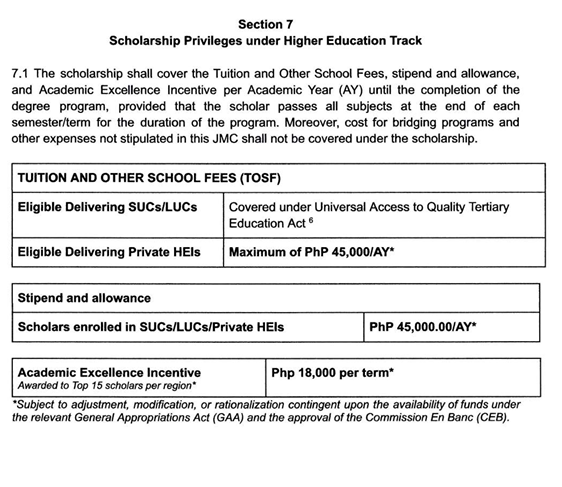 Section 7
Scholarship Privileges under Higher Education Track
7.1 The scholarship shall cover the Tuition and Other School Fees, stipend and allowance,
and Academic Excellence Incentive per Academic Year (AY) until the completion of the
degree program, provided that the scholar passes all subjects at the end of each
semester/term for the duration of the program. Moreover, cost for bridging programs and
other expenses not stipulated in this JMC shall not be covered under the scholarship.
TUITION AND OTHER SCHOOL FEES (TOSF)
Eligible Delivering SUCs/LUCs
Covered under Universal Access to Quality Tertiary
Education Act 6
Eligible Delivering Private HEIs
Maximum of PhP 45,000/AY*
Stipend and allowance
Scholars enrolled in SUCs/LUCs/Private HEIs
PhP 45,000.00/AY*
Academic Excellence Incentive
Awarded to Top 15 scholars per region*
Php 18,000 per term*
*Subject to adjustment, modification, or rationalization contingent upon the availability of funds under
the relevant General Appropriations Act (GAA) and the approval of the Commission En Banc (CEB).